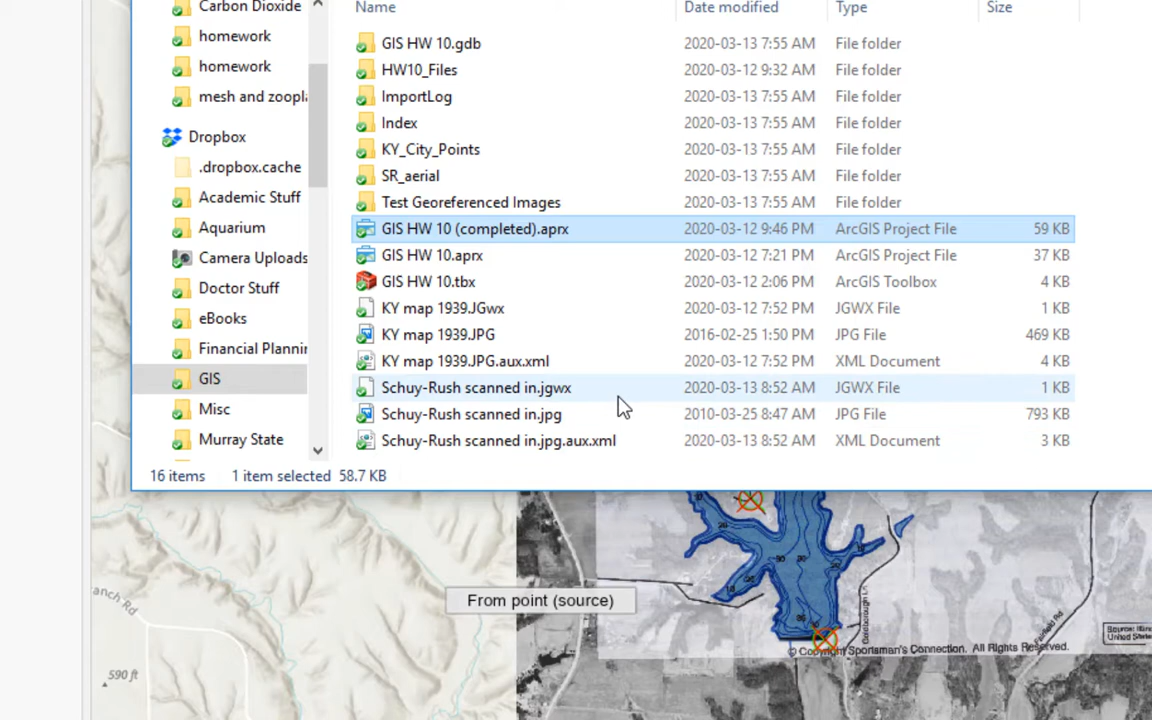 Carbon Dioxide
homework
homework
mesh and zoopl
Dropbox
.dropbox.cache
Academic Stuff
Aquarium
Camera Uploads
Doctor Stuff
eBooks
Financial Plannin
GIS
Misc
Murray State
Name Date modified Type Size
GIS HW 10.gdb 2020-03-13 7:55 AM File folder
HW10_Files 2020-03-12 9:32 AM File folder
ImportLog 2020-03-13 7:55 AM File folder
Index 2020-03-13 7:55 AM File folder
KY_City_Points 2020-03-13 7:55 AM File folder
SR_aerial 2020-03-13 7:55 AM File folder
Test Georeferenced Images 2020-03-13 7:55 AM File folder
GIS HW 10 (completed).aprx 2020-03-12 9:46 PM ArcGIS Project File 59 KB
GIS HW 10.aprx 2020-03-12 7:21 PM ArcGIS Project File 37 KB
GIS HW 10.tbx 2020-03-12 2:06 PM ArcGIS Toolbox 4 KB
KY map 1939.JGwx 2020-03-12 7:52 PM JGWX File 1 KB
KY map 1939.JPG 2016-02-25 1:50 PM JPG File 469 KB
KY map 1939.JPG.aux.xml 2020-03-12 7:52 PM XML Document 4 KB
Schuy-Rush scanned in.jgwx 2020-03-13 8:52 AM JGWX File 1 KB
Schuy-Rush scanned in.jpg 2010-03-25 8:47 AM JPG File 793 KB
Schuy-Rush scanned in.jpg.aux.xml 2020-03-13 8:52 AM XML Document 3 KB
16 items 1 item selected 58.7 KB
anch Rd
From point (source)
590 ft
Fairfield Rd
Source: Illin
United State
© Copyright Sportsman's Connection. All Rights Reserved.